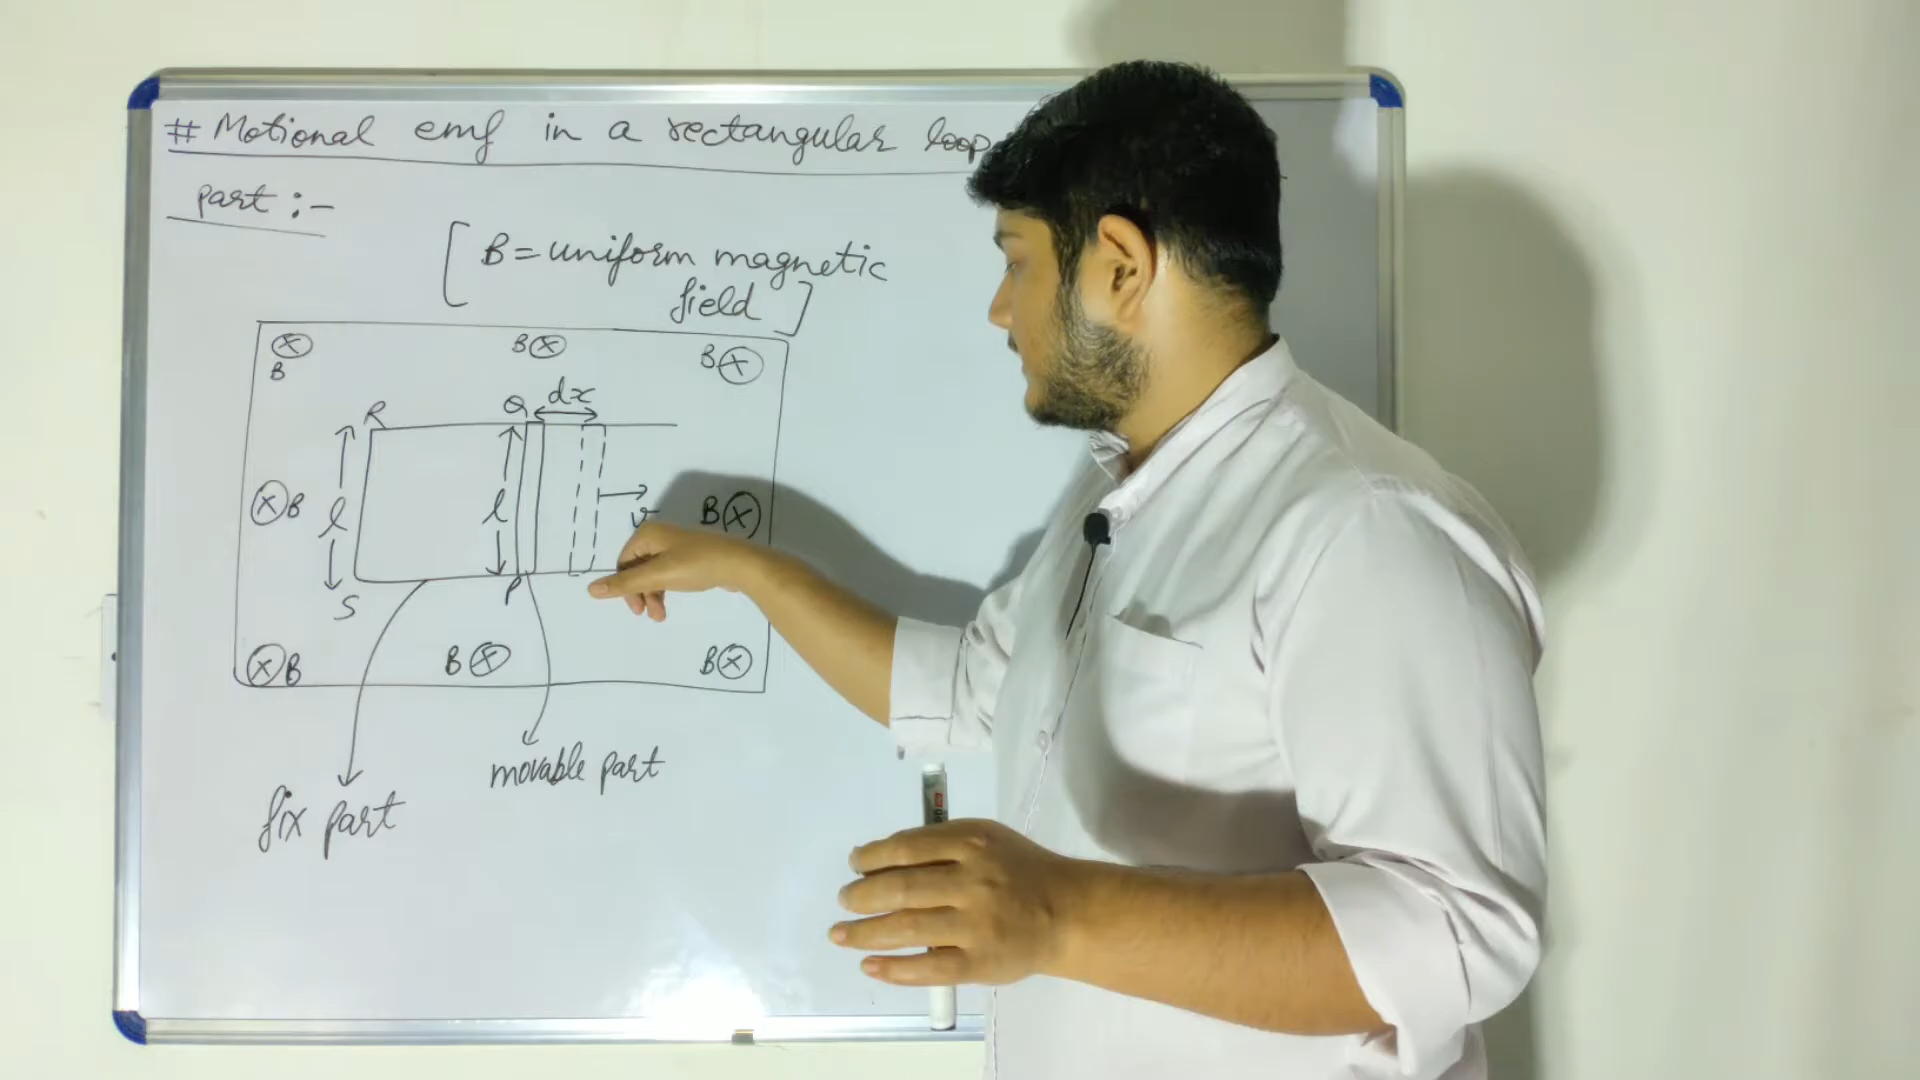 # Motional emf in a rectangular loop
part :-
[ B = uniform magnetic
field ]
⊗
B
B ⊗
B ⊗
R
Q
dx
⊗ B
l
l
v
B ⊗
S
P
⊗ B
B ⊗
B ⊗
movable part
fix part